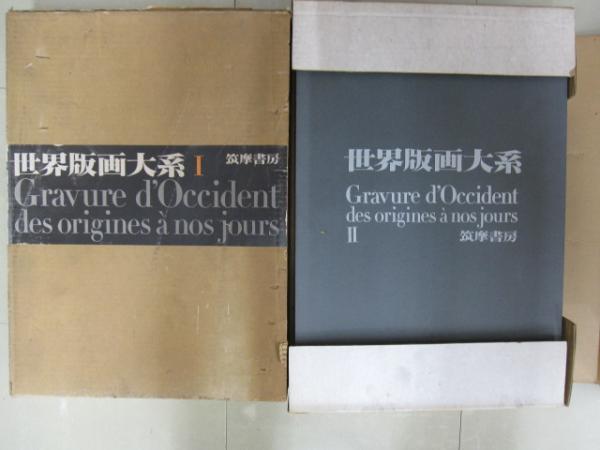 世界版画大系 I 筑摩書房
Gravure d'Occident
des origines à nos jours
世界版画大系
Gravure d'Occident
des origines à nos jours
II 筑摩書房